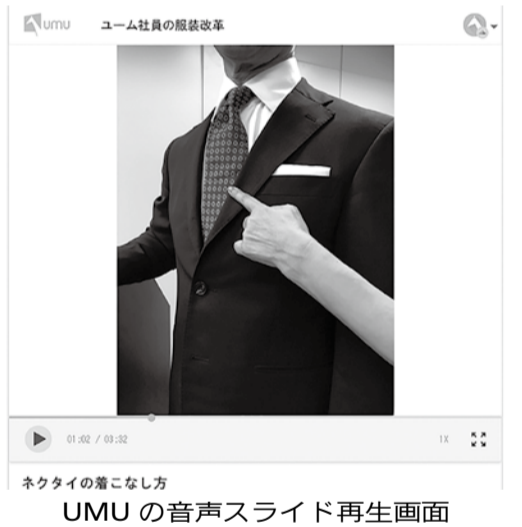 umu
ユーム社員の服装改革
01:02 / 03:32
1X
ネクタイの着こなし方
UMU の音声スライド再生画面